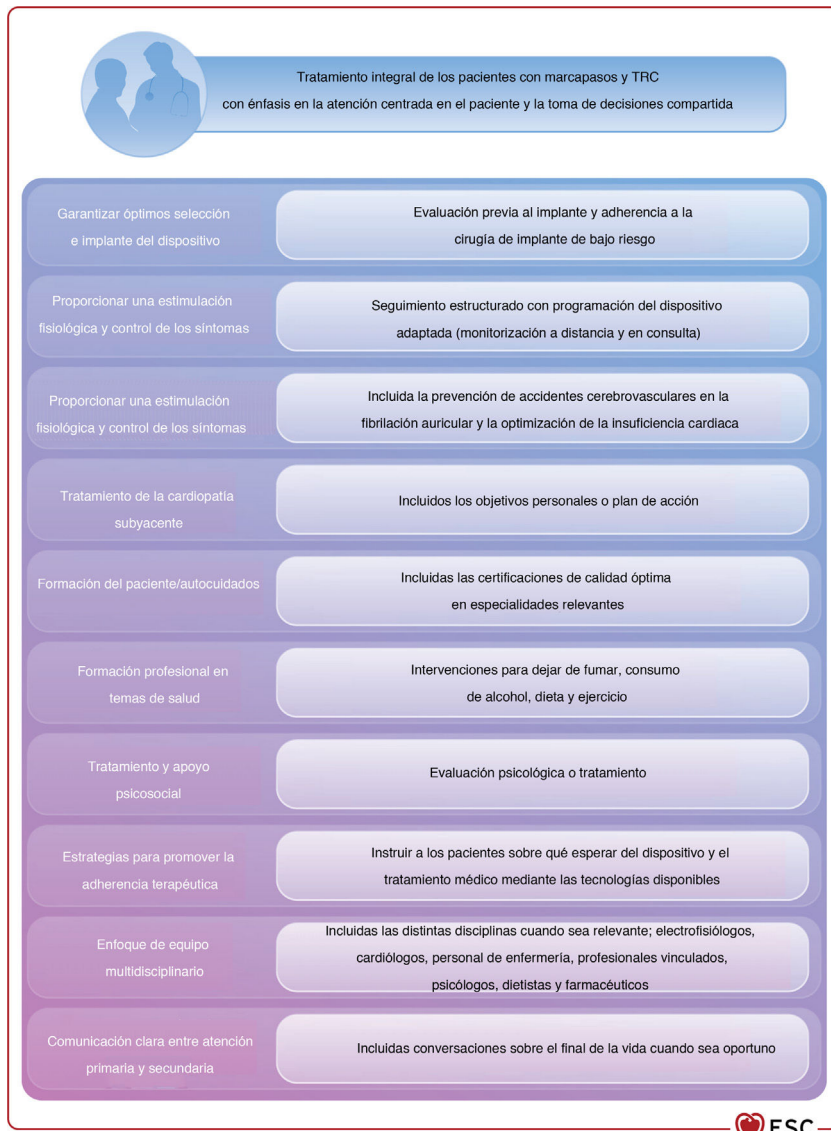 Tratamiento integral de los pacientes con marcapasos y TRC
con énfasis en la atención centrada en el paciente y la toma de decisiones compartida
Garantizar óptimos selección
e implante del dispositivo
Evaluación previa al implante y adherencia a la
cirugía de implante de bajo riesgo
Proporcionar una estimulación
fisiológica y control de los síntomas
Seguimiento estructurado con programación del dispositivo
adaptada (monitorización a distancia y en consulta)
Proporcionar una estimulación
fisiológica y control de los síntomas
Incluida la prevención de accidentes cerebrovasculares en la
fibrilación auricular y la optimización de la insuficiencia cardiaca
Tratamiento de la cardiopatía
subyacente
Incluidos los objetivos personales o plan de acción
Formación del paciente/autocuidados
Incluidas las certificaciones de calidad óptima
en especialidades relevantes
Formación profesional en
temas de salud
Intervenciones para dejar de fumar, consumo
de alcohol, dieta y ejercicio
Tratamiento y apoyo
psicosocial
Evaluación psicológica o tratamiento
Estrategias para promover la
adherencia terapéutica
Instruir a los pacientes sobre qué esperar del dispositivo y el
tratamiento médico mediante las tecnologías disponibles
Enfoque de equipo
multidisciplinario
Incluidas las distintas disciplinas cuando sea relevante; electrofisiólogos,
cardiólogos, personal de enfermería, profesionales vinculados,
psicólogos, dietistas y farmacéuticos
Comunicación clara entre atención
primaria y secundaria
Incluidas conversaciones sobre el final de la vida cuando sea oportuno
ESC